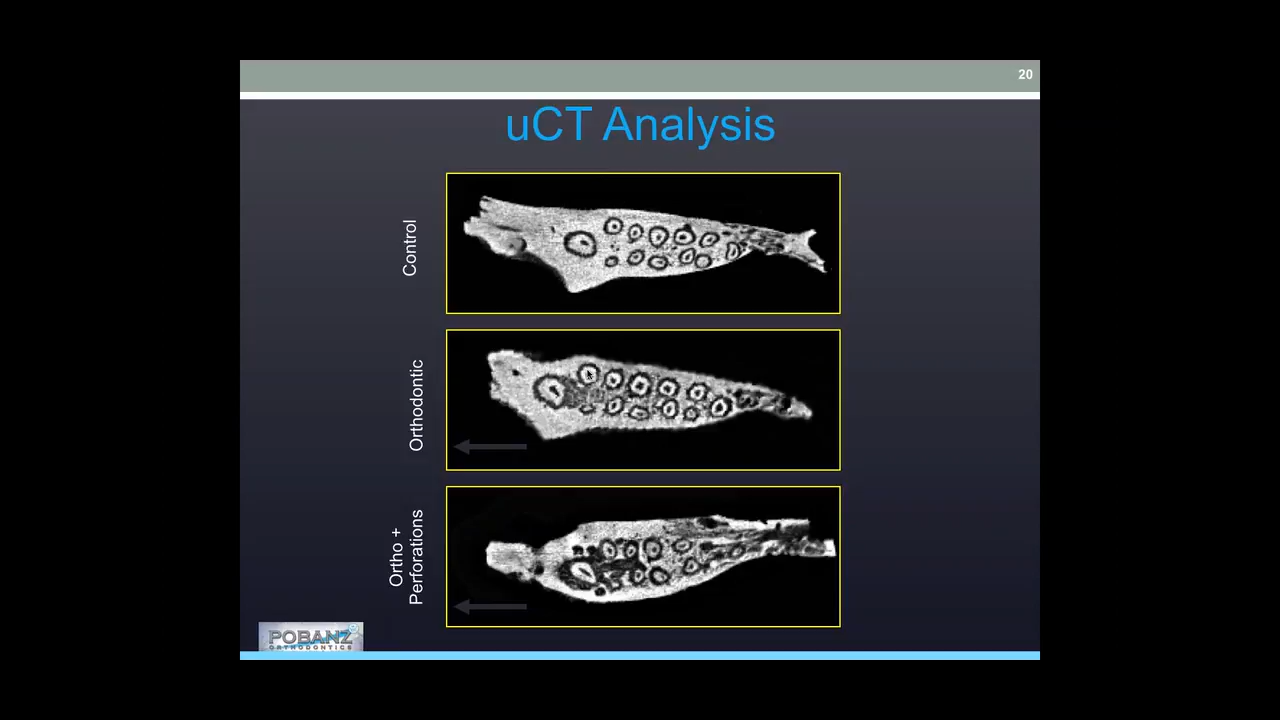 20
uCT Analysis
Control
Orthodontic
Ortho +
Perforations
POBANZ
ORTHODONTICS